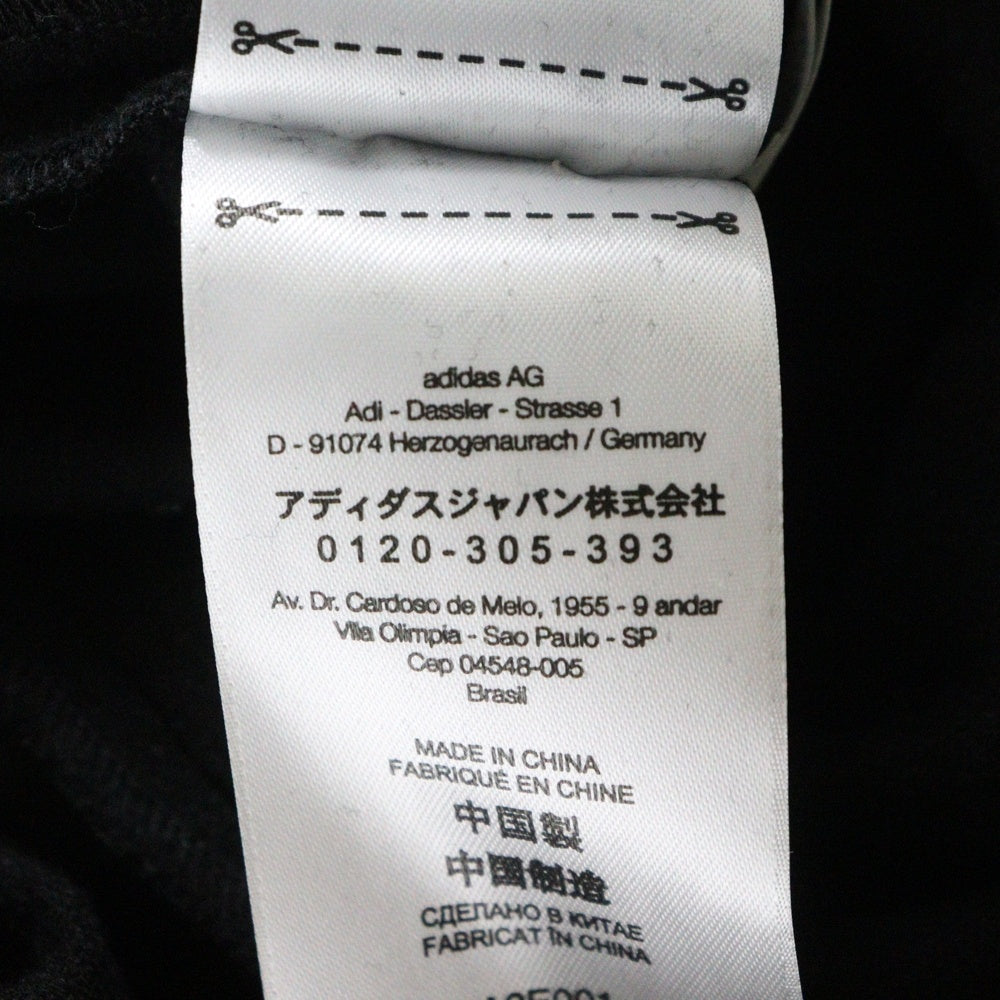 adidas AG
Adi - Dassler - Strasse 1
D - 91074 Herzogenaurach / Germany
アディダスジャパン株式会社
0120-305-393
Av. Dr. Cardoso de Melo, 1955 - 9 andar
Vila Olimpia - Sao Paulo - SP
Cep 04548-005
Brasil
MADE IN CHINA
FABRIQUÉ EN CHINE
中国製
中国制造
СДЕЛАНО В КИТАЕ
FABRICAT ÎN CHINA